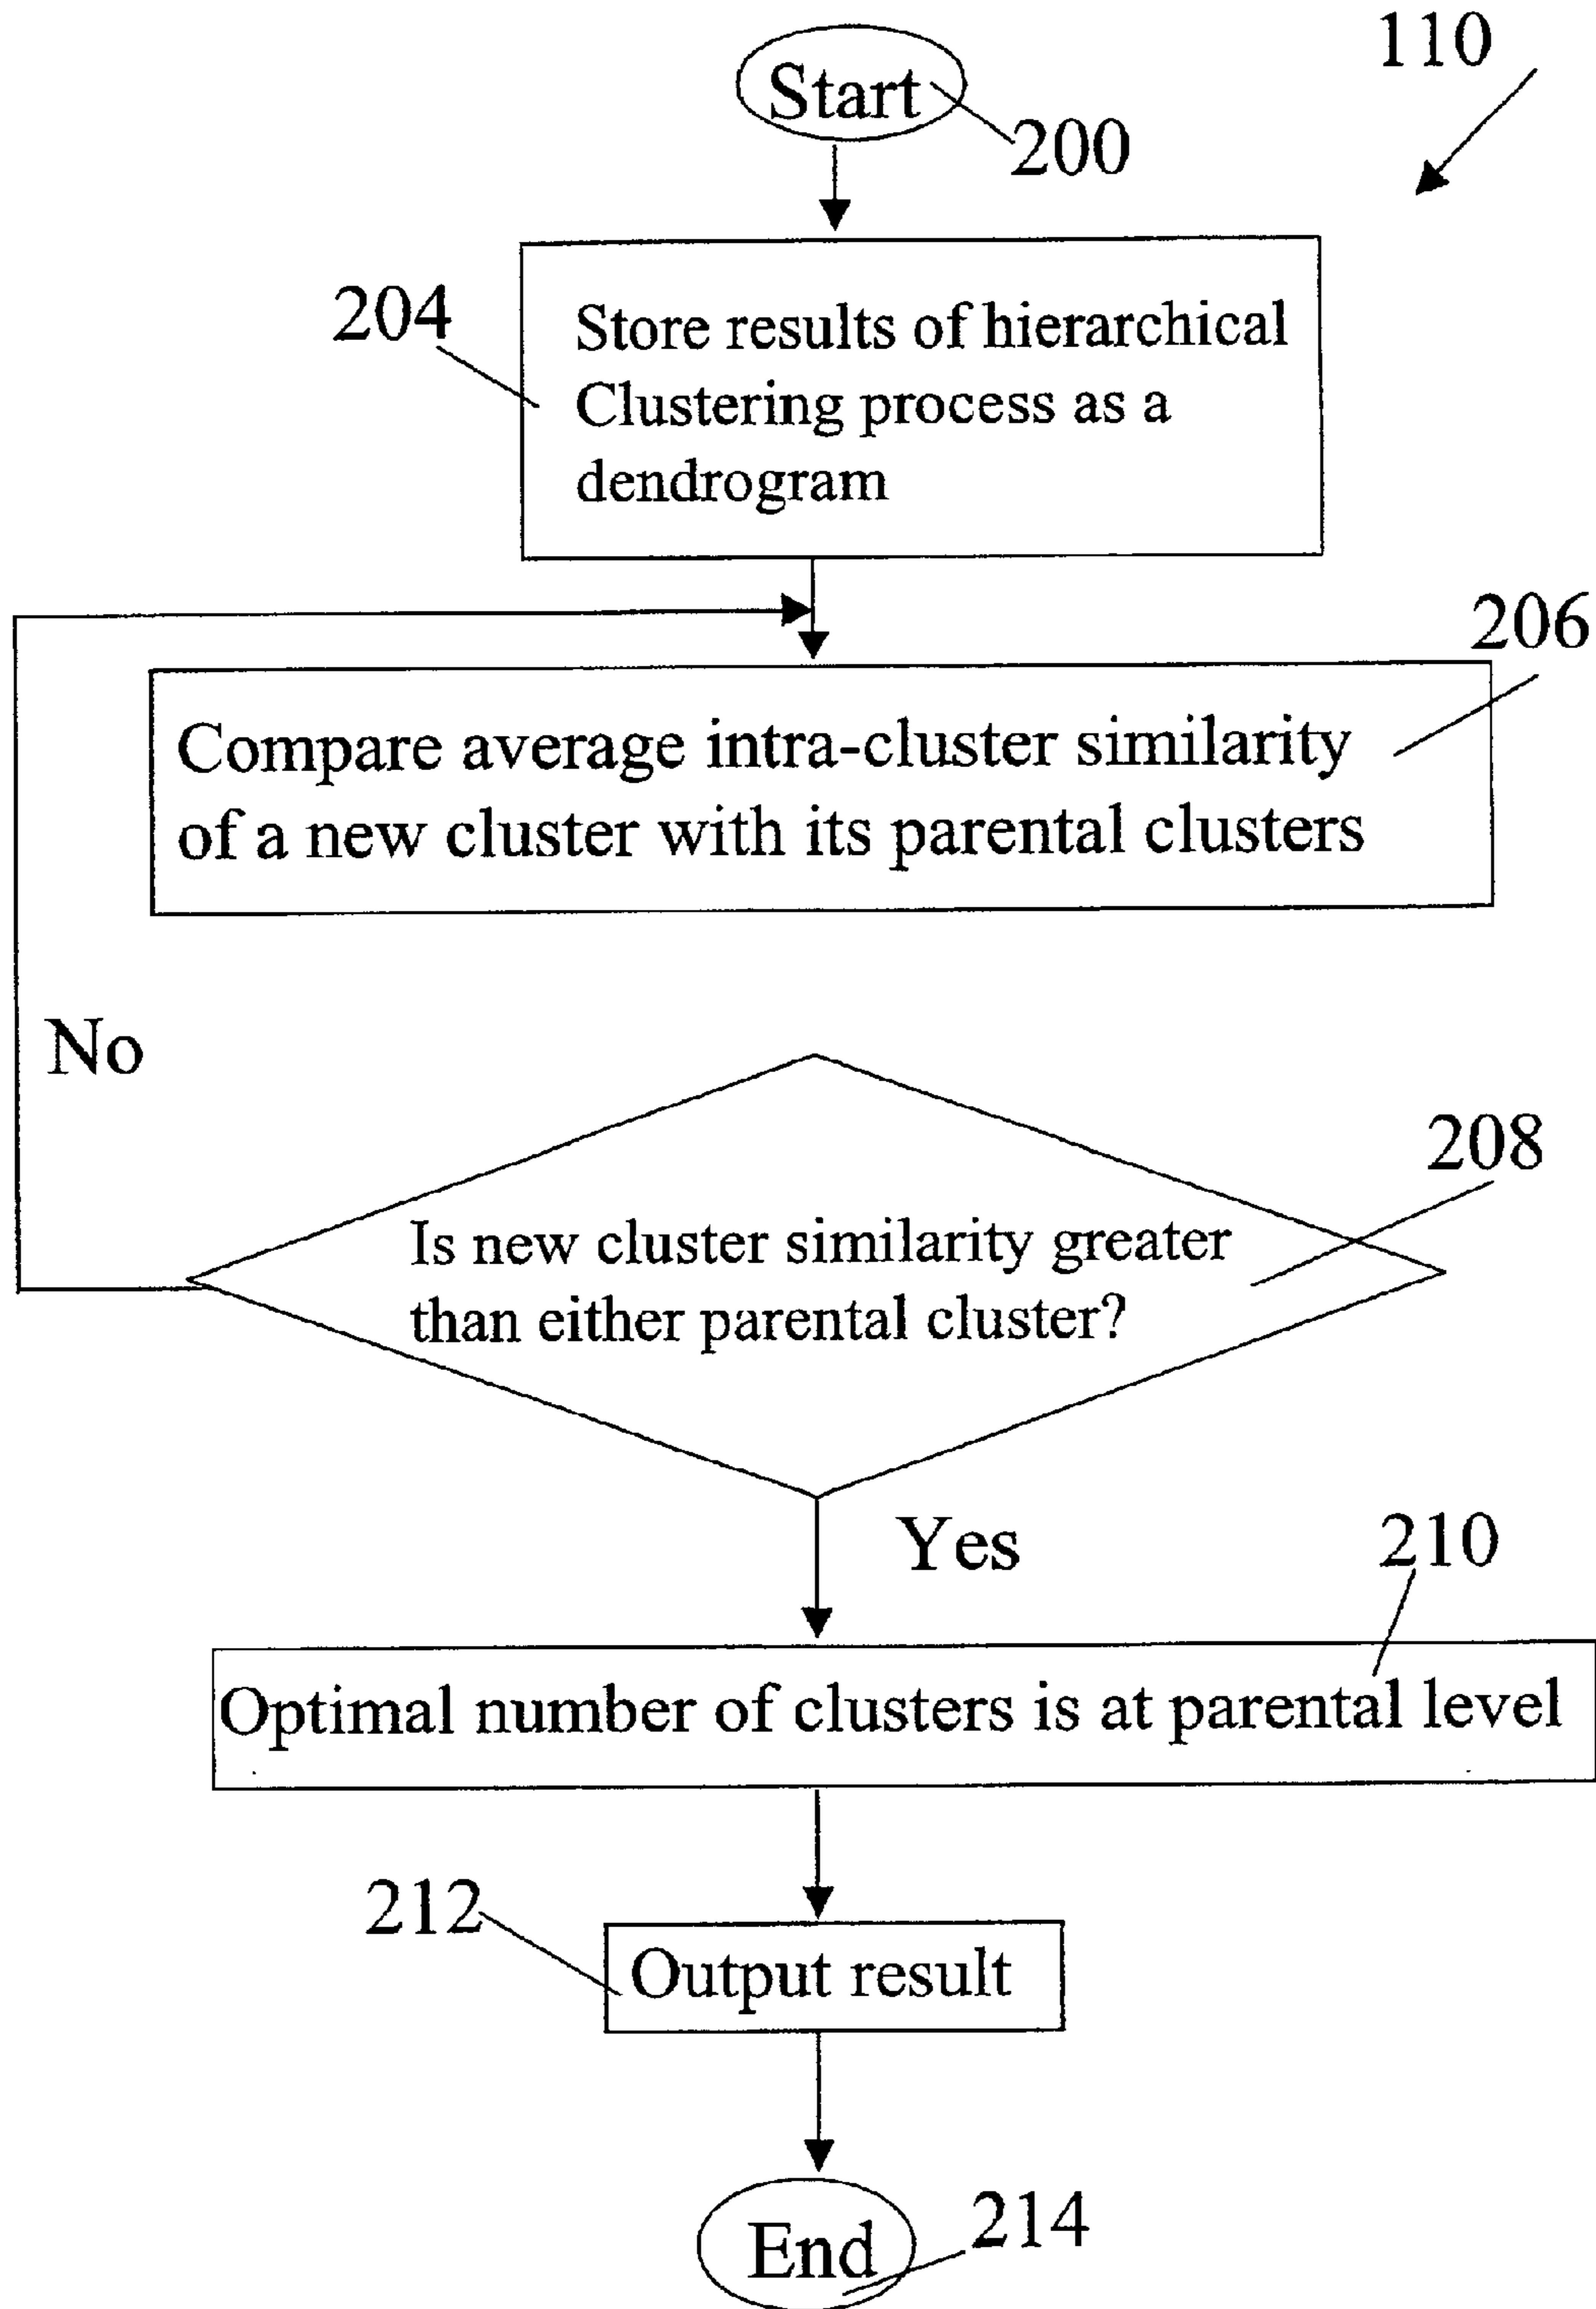 110
Start
200
204
Store results of hierarchical
Clustering process as a
dendrogram
206
Compare average intra-cluster similarity
of a new cluster with its parental clusters
No
208
Is new cluster similarity greater
than either parental cluster?
Yes
210
Optimal number of clusters is at parental level
212
Output result
End
214